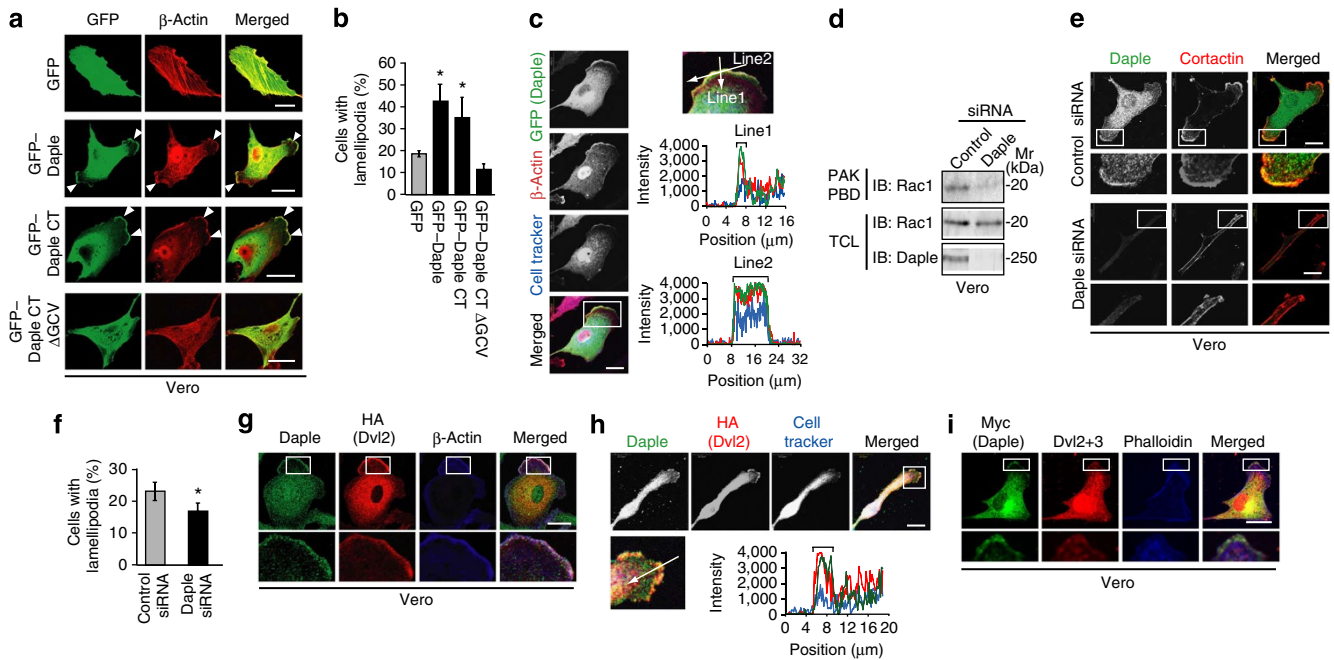 a
GFP β-Actin Merged
GFP
GFP–
Daple
GFP–
Daple CT
GFP–
Daple CT
ΔGCV
Vero
b
Cells with
lamellipodia (%)
60
50
40
30
20
10
0
* *
GFP
GFP–Daple
GFP–Daple CT
GFP–Daple CT
ΔGCV
c
GFP (Daple)
β-Actin
Cell tracker
Merged
Line2
Line1
Line1
Intensity
4,000
3,000
2,000
1,000
0
0 4 8 12 16
Position (μm)
Line2
Intensity
4,000
3,000
2,000
1,000
0
0 8 16 24 32
Position (μm)
d
siRNA
Control
Daple
Mr
(kDa)
PAK
PBD
IB: Rac1
-20
TCL
IB: Rac1
-20
IB: Daple
-250
Vero
e
Daple Cortactin Merged
Control siRNA
Daple siRNA
Vero
f
Cells with
lamellipodia (%)
30
20
10
0
*
Control
siRNA
Daple
siRNA
g
Daple HA
(Dvl2) β-Actin Merged
Vero
h
Daple HA
(Dvl2) Cell
tracker Merged
Intensity
4,000
3,000
2,000
1,000
0
0 4 8 12 16 20
Position (μm)
i
Myc
(Daple) Dvl2+3 Phalloidin Merged
Vero